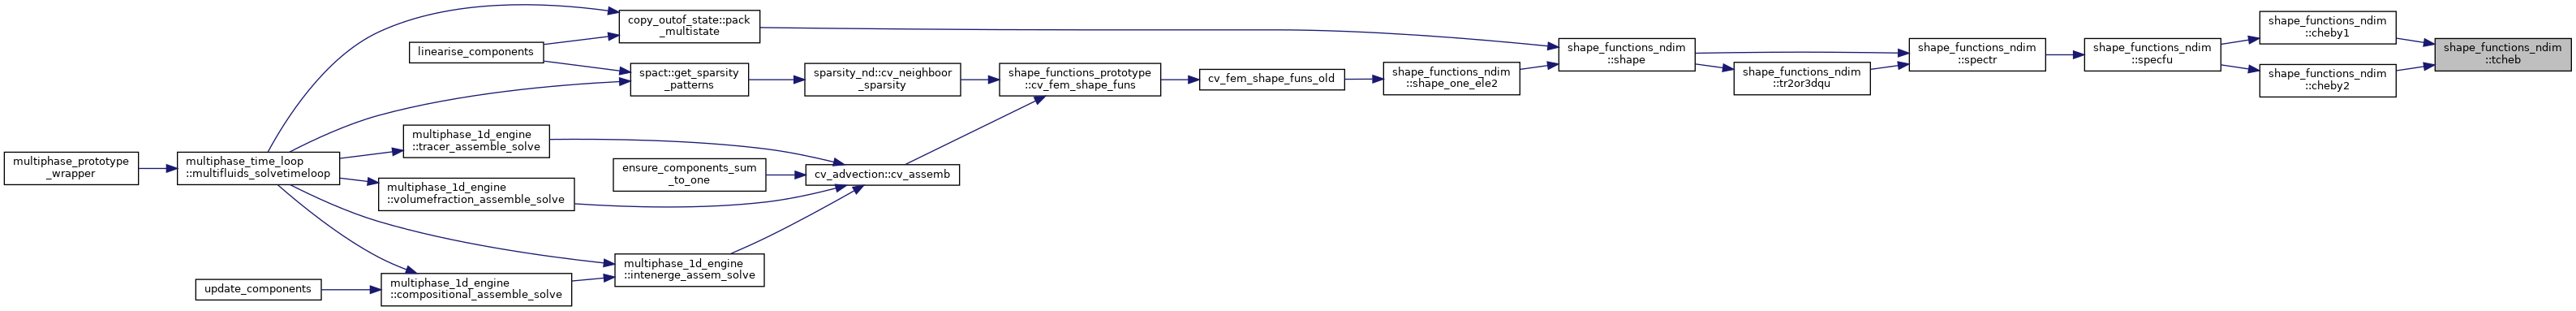 multiphase_prototype
_wrapper
multiphase_time_loop
::multifluids_solvetimeloop
copy_outof_state::pack
_multistate
linearise_components
spact::get_sparsity
_patterns
multiphase_1d_engine
::tracer_assemble_solve
multiphase_1d_engine
::volumefraction_assemble_solve
ensure_components_sum
_to_one
multiphase_1d_engine
::intenerge_assem_solve
multiphase_1d_engine
::compositional_assemble_solve
update_components
sparsity_nd::cv_neighboor
_sparsity
cv_advection::cv_assemb
shape_functions_prototype
::cv_fem_shape_funs
cv_fem_shape_funs_old
shape_functions_ndim
::shape_one_ele2
shape_functions_ndim
::shape
shape_functions_ndim
::tr2or3dqu
shape_functions_ndim
::spectr
shape_functions_ndim
::specfu
shape_functions_ndim
::cheby1
shape_functions_ndim
::cheby2
shape_functions_ndim
::tcheb